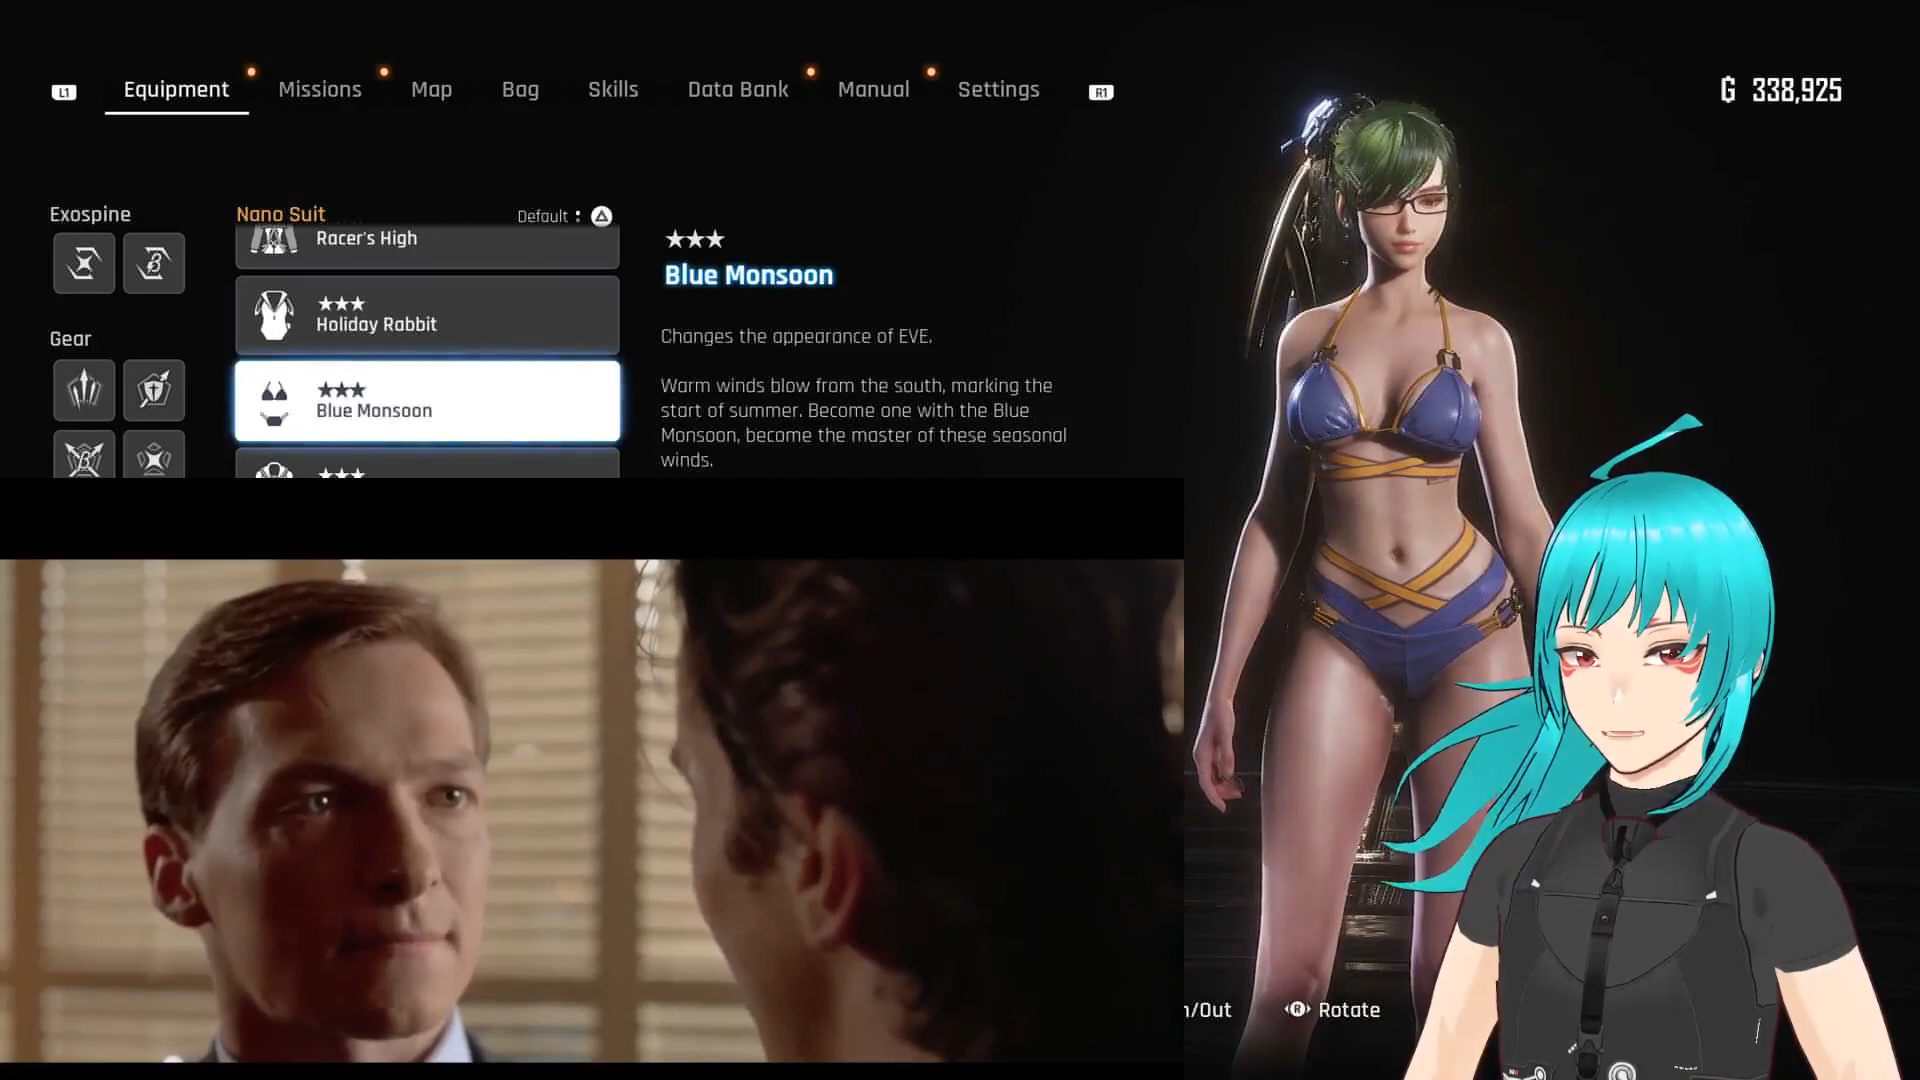 L1
Equipment
Missions
Map
Bag
Skills
Data Bank
Manual
Settings
R1
338,925
Exospine
Gear
Nano Suit
Default :
Racer's High
★★★
Holiday Rabbit
★★★
Blue Monsoon
★★★
★★★
Blue Monsoon
Changes the appearance of EVE.
Warm winds blow from the south, marking the
start of summer. Become one with the Blue
Monsoon, become the master of these seasonal
winds.
/Out
R Rotate